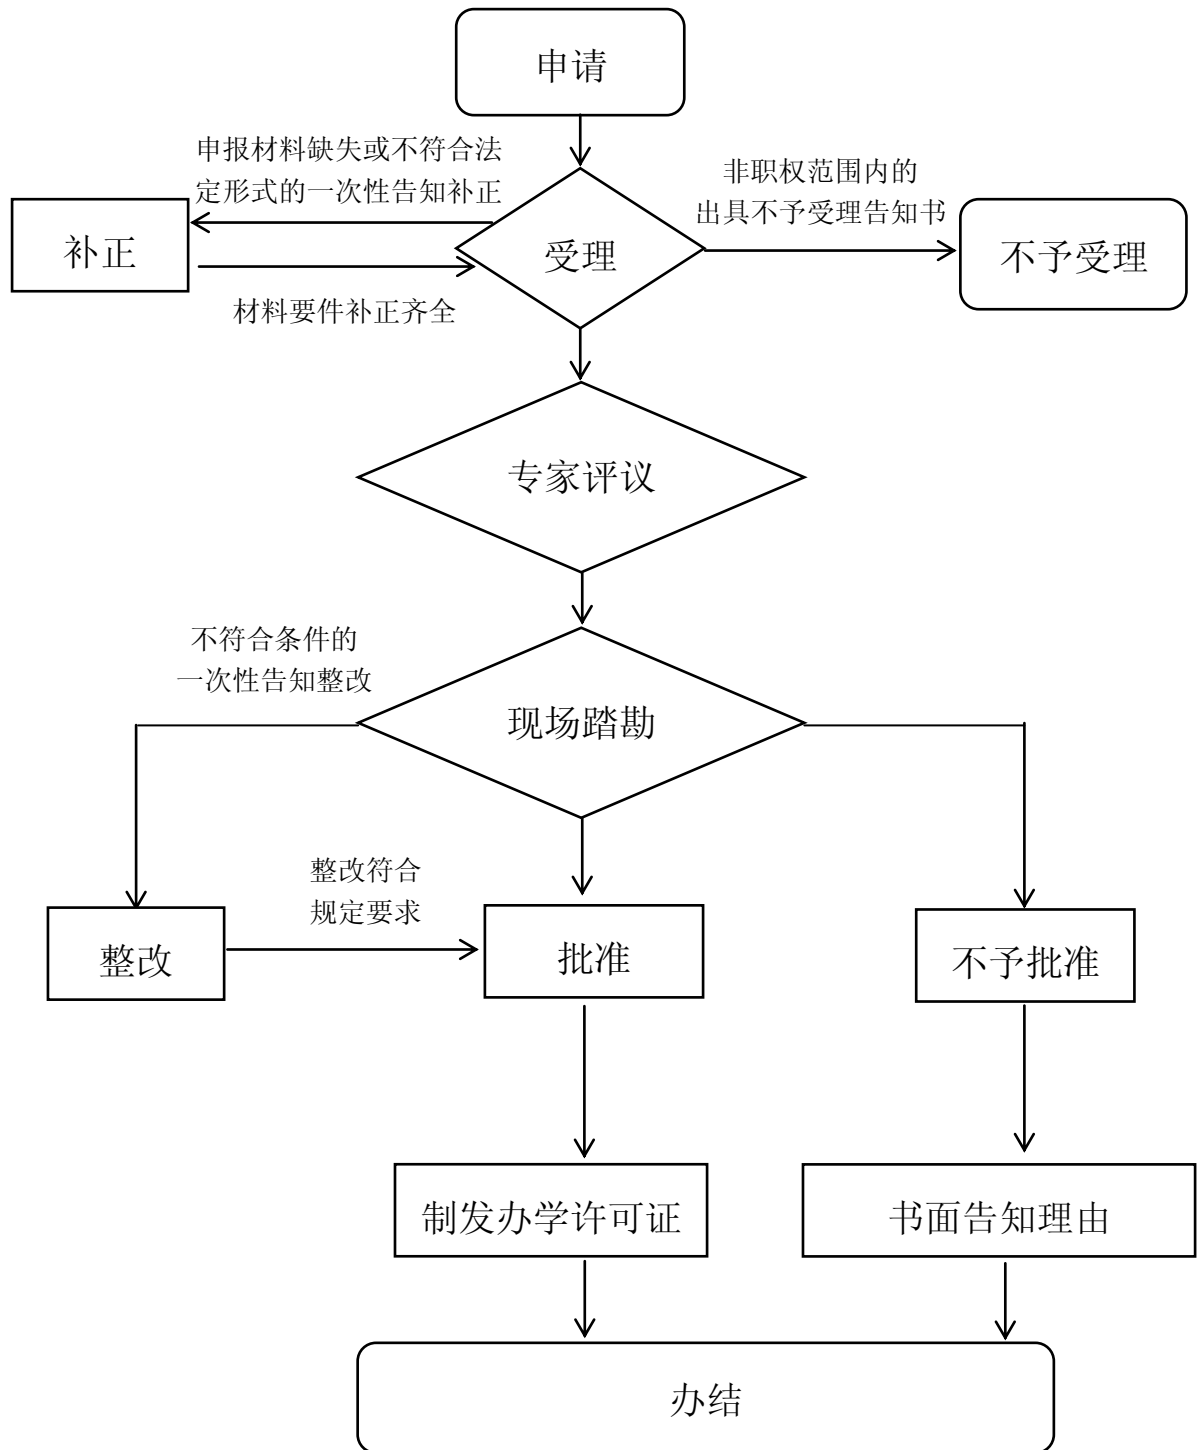 申请
申报材料缺失或不符合法
定形式的一次性告知补正
非职权范围内的
出具不予受理告知书
补正
受理
不予受理
材料要件补正齐全
专家评议
不符合条件的
一次性告知整改
现场踏勘
整改符合
规定要求
整改
批准
不予批准
制发办学许可证
书面告知理由
办结